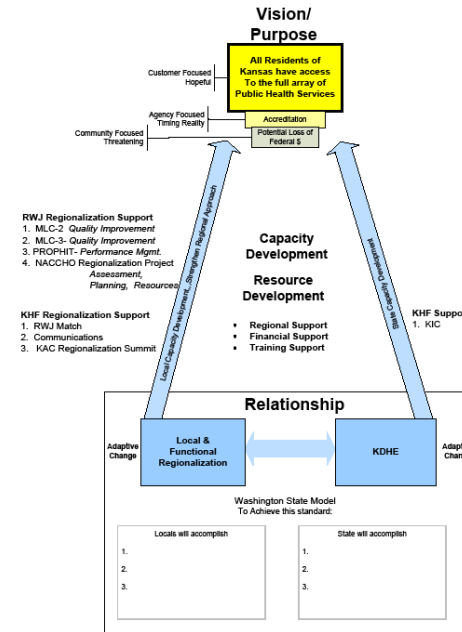 Vision/
Purpose
All Residents of
Kansas have access
To the full array of
Public Health Services
Customer Focused
Hopeful
Agency Focused
Timing Reality
Accreditation
Community Focused
Threatening
Potential Loss of
Federal $
RWJ Regionalization Support
1. MLC-2 Quality Improvement
2. MLC-3- Quality Improvement
3. PROPHIT- Performance Mgmt.
4. NACCHO Regionalization Project
Assessment,
Planning, Resources
KHF Regionalization Support
1. RWJ Match
2. Communications
3. KAC Regionalization Summit
Local Capacity Development...Strengthen Regional Approach
Capacity
Development
Resource
Development
• Regional Support
• Financial Support
• Training Support
State Capacity Development
KHF Suppo
1. KIC
Relationship
Adaptive
Change
Local &
Functional
Regionalization
KDHE
Adapt
Chan
Washington State Model
To Achieve this standard:
Locals will accomplish
1.
2.
3.
State will accomplish
1.
2.
3.